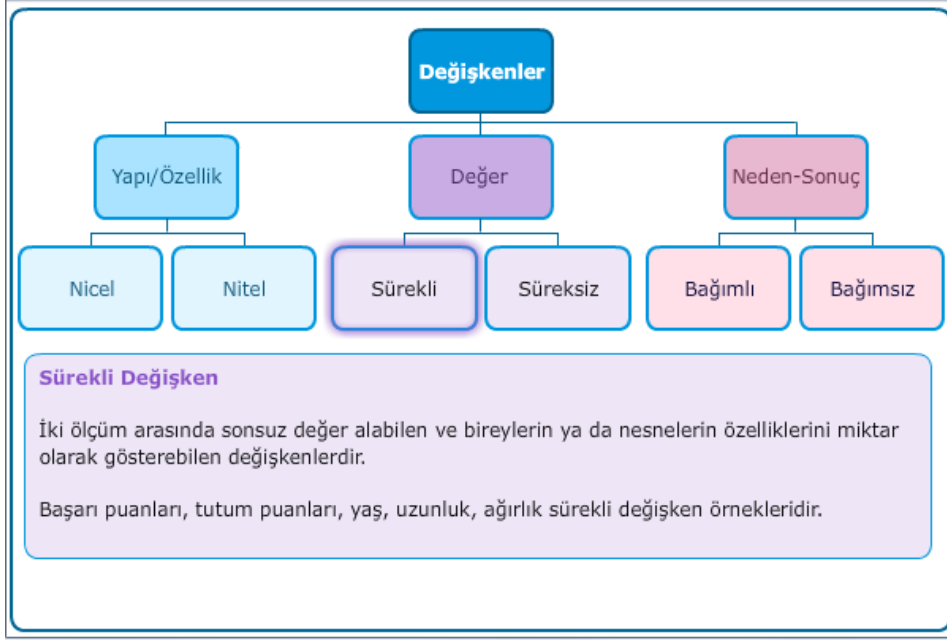 Değişkenler
Yapı/Özellik
Değer
Neden-Sonuç
Nicel
Nitel
Sürekli
Süreksiz
Bağımlı
Bağımsız
Sürekli Değişken
İki ölçüm arasında sonsuz değer alabilen ve bireylerin ya da nesnelerin özelliklerini miktar
olarak gösterebilen değişkenlerdir.
Başarı puanları, tutum puanları, yaş, uzunluk, ağırlık sürekli değişken örnekleridir.